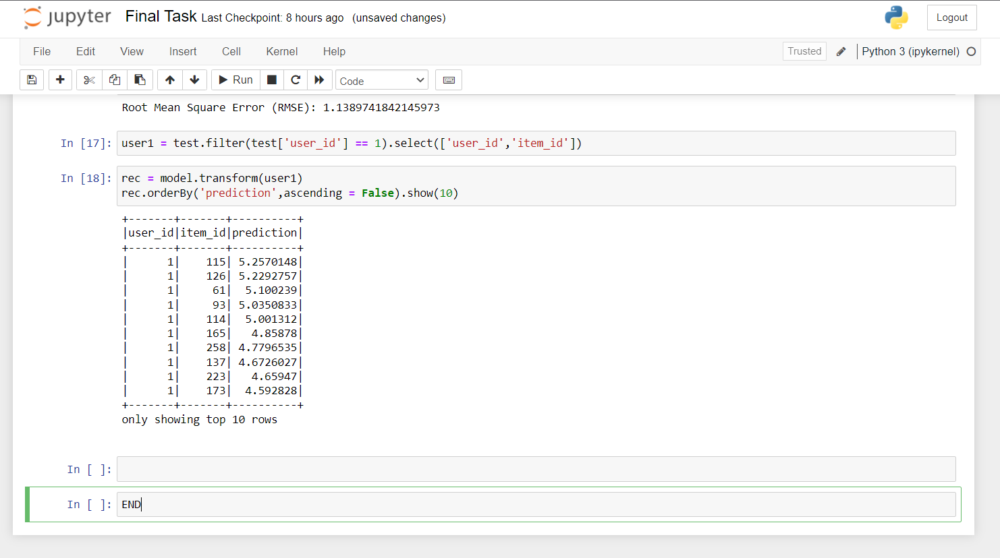 jupyter Final Task Last Checkpoint: 8 hours ago (unsaved changes) Logout
File Edit View Insert Cell Kernel Help Trusted Python 3 (ipykernel)
Run Code
Root Mean Square Error (RMSE): 1.1389741842145973
In [17]: user1 = test.filter(test['user_id'] == 1).select(['user_id','item_id'])
In [18]: rec = model.transform(user1)
rec.orderBy('prediction',ascending = False).show(10)
+-------+-------+----------+
|user_id|item_id|prediction|
+-------+-------+----------+
|      1|    115| 5.2570148|
|      1|    126| 5.2292757|
|      1|     61|  5.100239|
|      1|     93| 5.0350833|
|      1|    114|  5.001312|
|      1|    165|   4.85878|
|      1|    258| 4.7796535|
|      1|    137| 4.6726027|
|      1|    223|   4.65947|
|      1|    173|  4.592828|
+-------+-------+----------+
only showing top 10 rows
In [ ]:
In [ ]: END